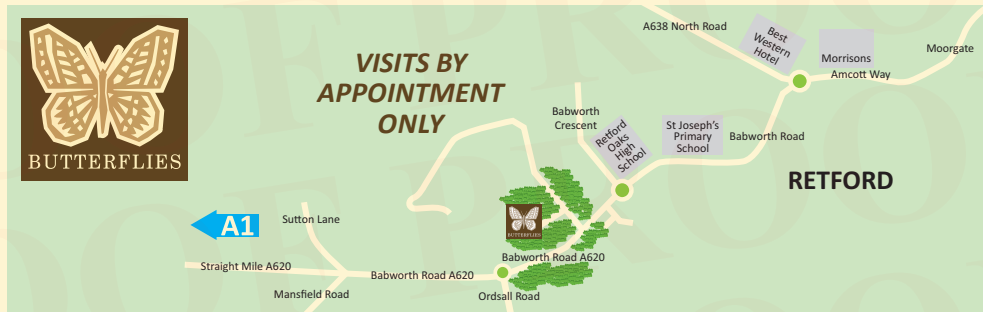 BUTTERFLIES
VISITS BY
APPOINTMENT
ONLY
A638 North Road
Best
Western
Hotel
Morrisons
Moorgate
Amcott Way
Babworth
Crescent
Retford
Oaks
High
School
St Joseph's
Primary
School
Babworth Road
RETFORD
A1
Sutton Lane
BUTTERFLIES
Straight Mile A620
Babworth Road A620
Babworth Road A620
Mansfield Road
Ordsall Road
PROOF